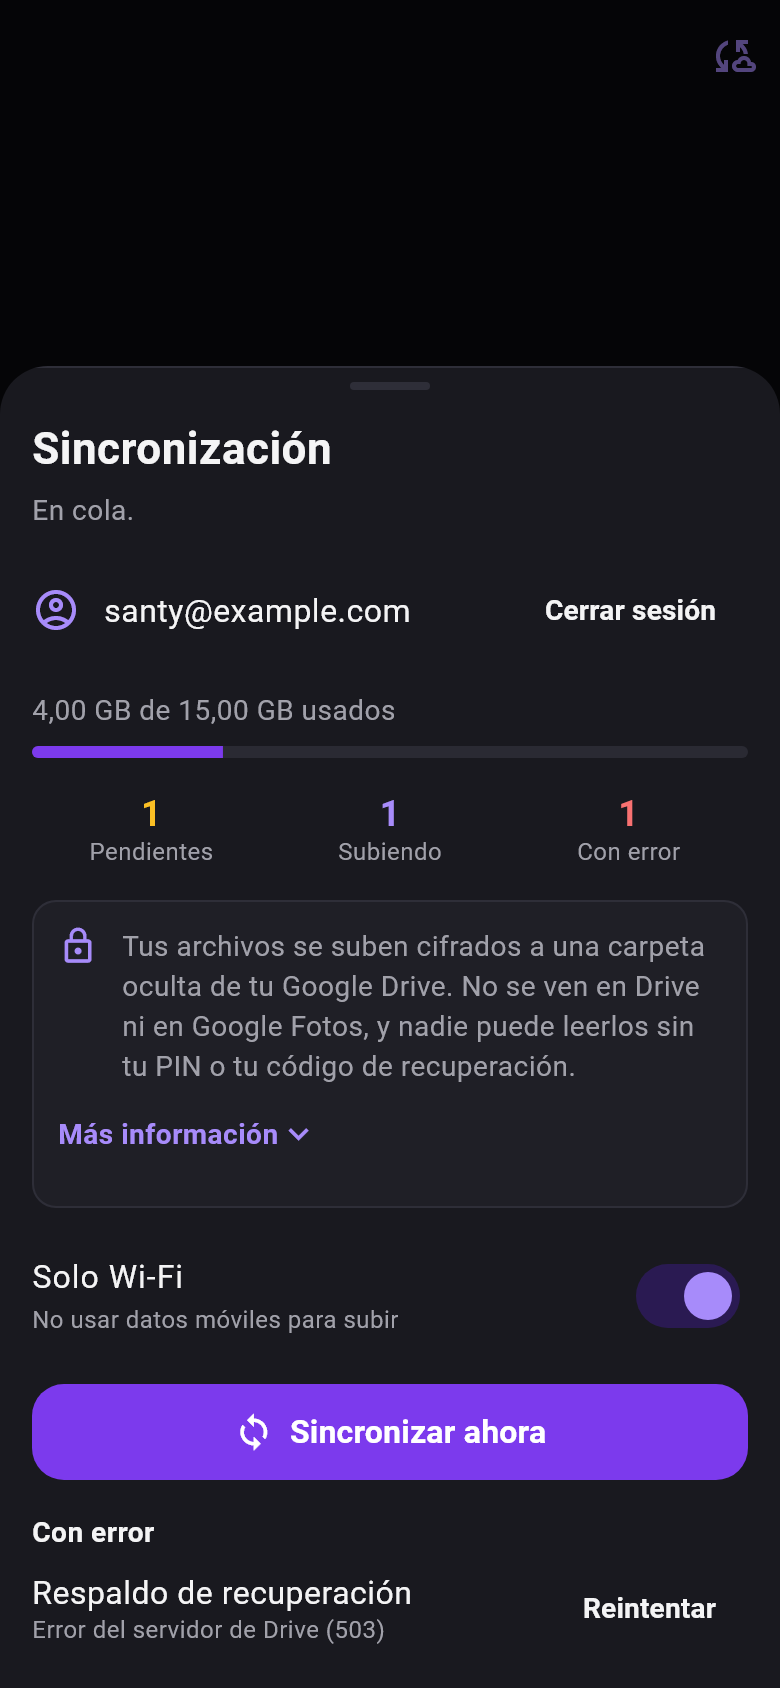 Sincronización
En cola.
santy@example.com
Cerrar sesión
4,00 GB de 15,00 GB usados
1
Pendientes
1
Subiendo
1
Con error
Tus archivos se suben cifrados a una carpeta
oculta de tu Google Drive. No se ven en Drive
ni en Google Fotos, y nadie puede leerlos sin
tu PIN o tu código de recuperación.
Más información
Solo Wi-Fi
No usar datos móviles para subir
Sincronizar ahora
Con error
Respaldo de recuperación
Error del servidor de Drive (503)
Reintentar